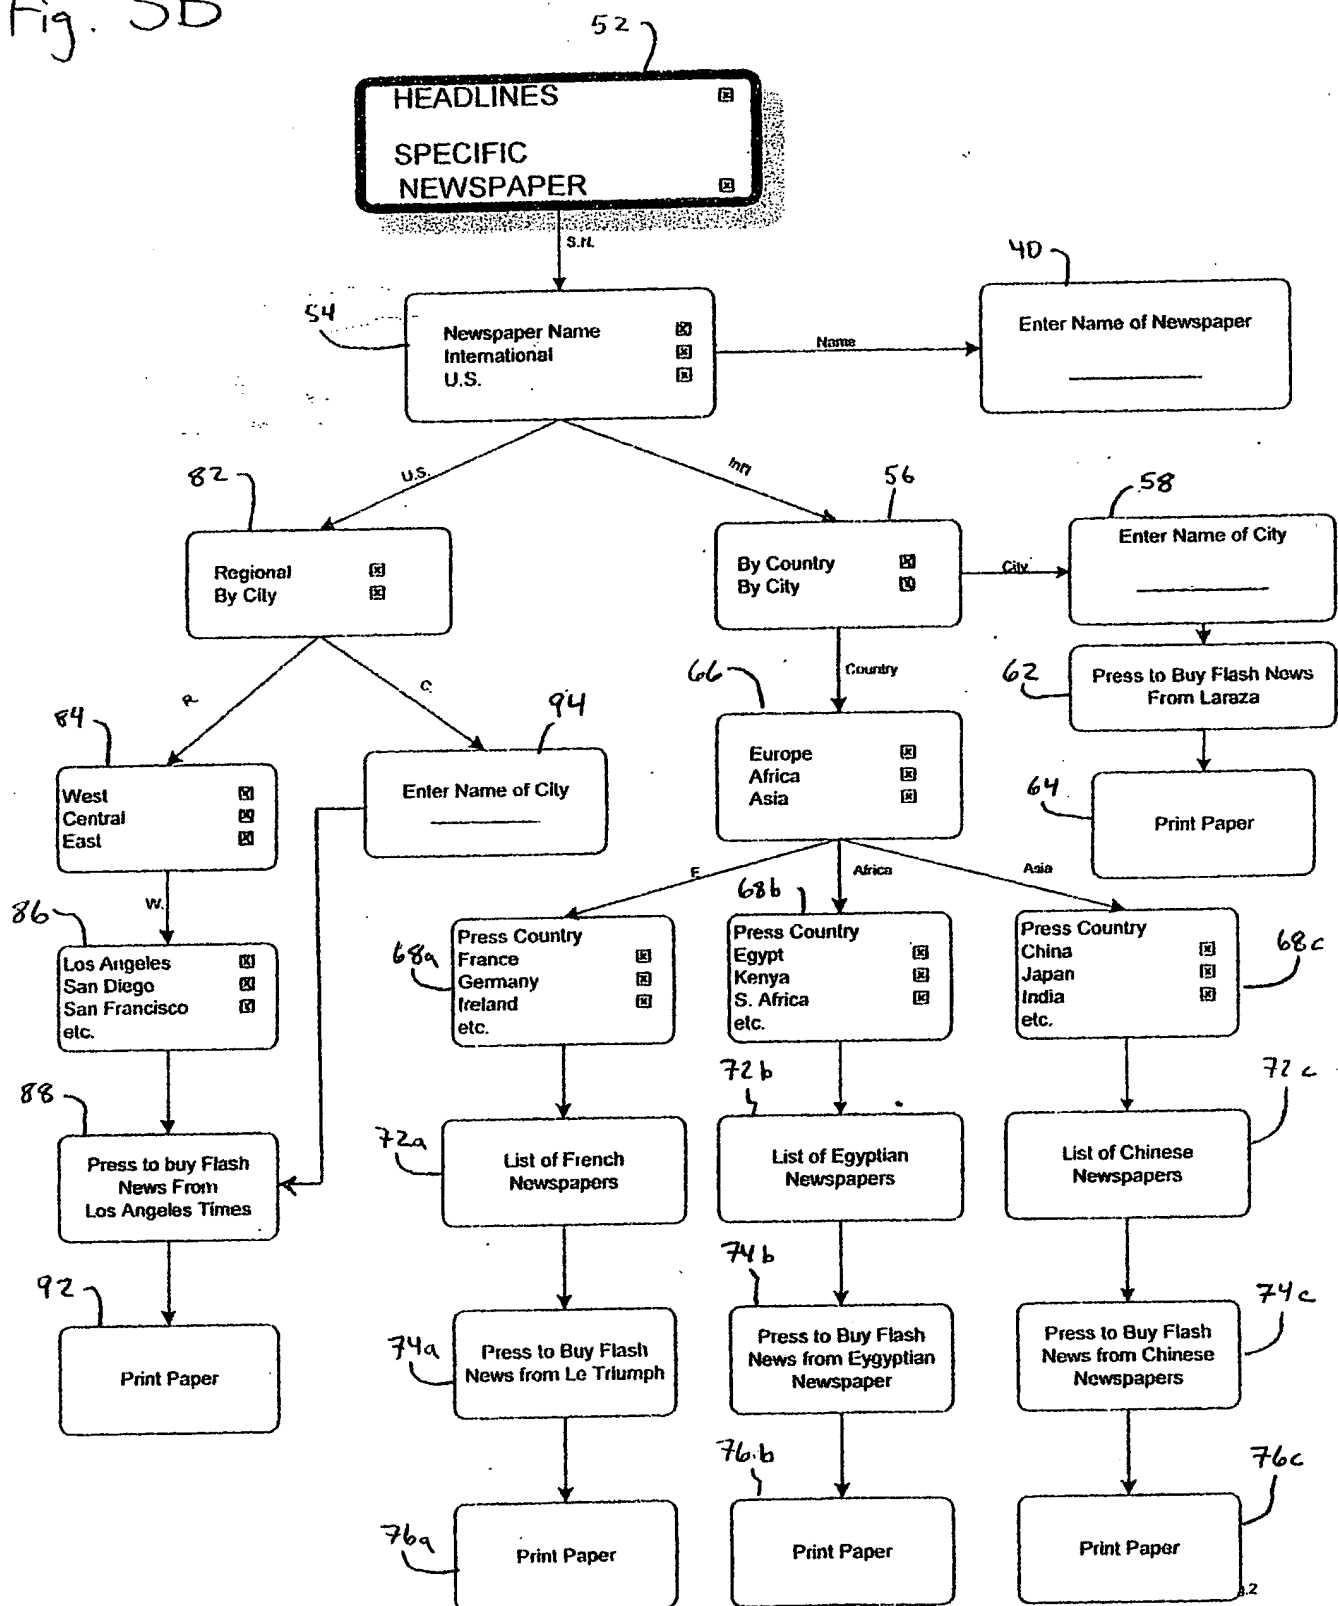 Fig. 5B
52
HEADLINES
SPECIFIC
NEWSPAPER
S.N.
40
54
Newspaper Name
International
U.S.
Name
Enter Name of Newspaper
82
U.S.
Int'l
56
58
Regional
By City
By Country
By City
City
Enter Name of City
R
C.
66
Country
62
Press to Buy Flash News
From Laraza
84
94
West
Central
East
Enter Name of City
Europe
Africa
Asia
64
Print Paper
W.
E
Africa
Asia
86
Los Angeles
San Diego
San Francisco
etc.
68a
Press Country
France
Germany
Ireland
etc.
68b
Press Country
Egypt
Kenya
S. Africa
etc.
68c
Press Country
China
Japan
India
etc.
88
Press to buy Flash
News From
Los Angeles Times
72a
List of French
Newspapers
72b
List of Egyptian
Newspapers
72c
List of Chinese
Newspapers
92
Print Paper
74a
Press to Buy Flash
News from Le Triumph
74b
Press to Buy Flash
News from Eygyptian
Newspaper
74c
Press to Buy Flash
News from Chinese
Newspapers
76a
Print Paper
76.b
Print Paper
76c
Print Paper